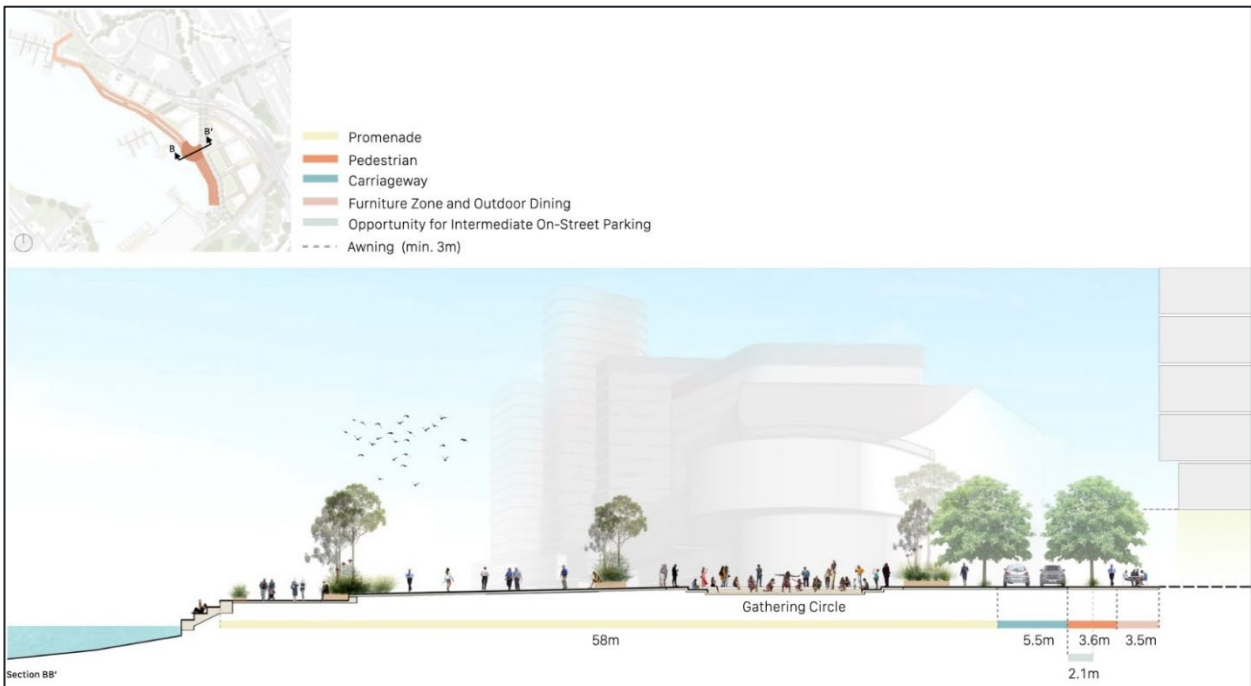 B
B'
Promenade
Pedestrian
Carriageway
Furniture Zone and Outdoor Dining
Opportunity for Intermediate On-Street Parking
Awning (min. 3m)
Gathering Circle
58m
5.5m
3.6m
3.5m
2.1m
Section BB'